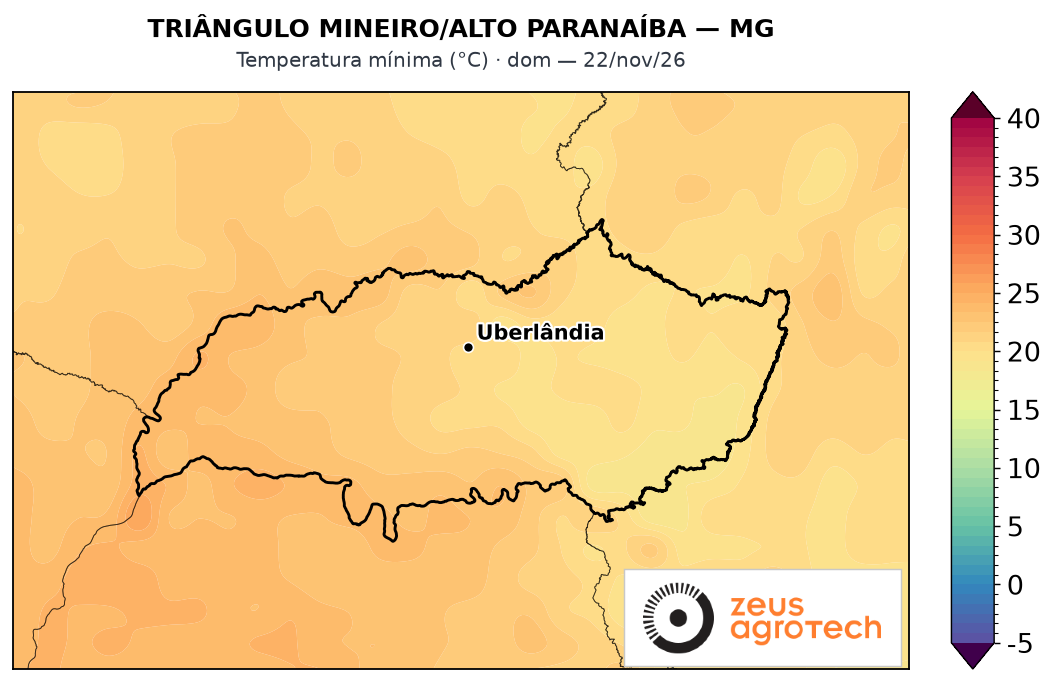 TRIÂNGULO MINEIRO/ALTO PARANAÍBA — MG
Temperatura mínima (°C) · dom — 22/nov/26
Uberlândia
40
35
30
25
20
15
10
5
0
-5
zeus
agrotech